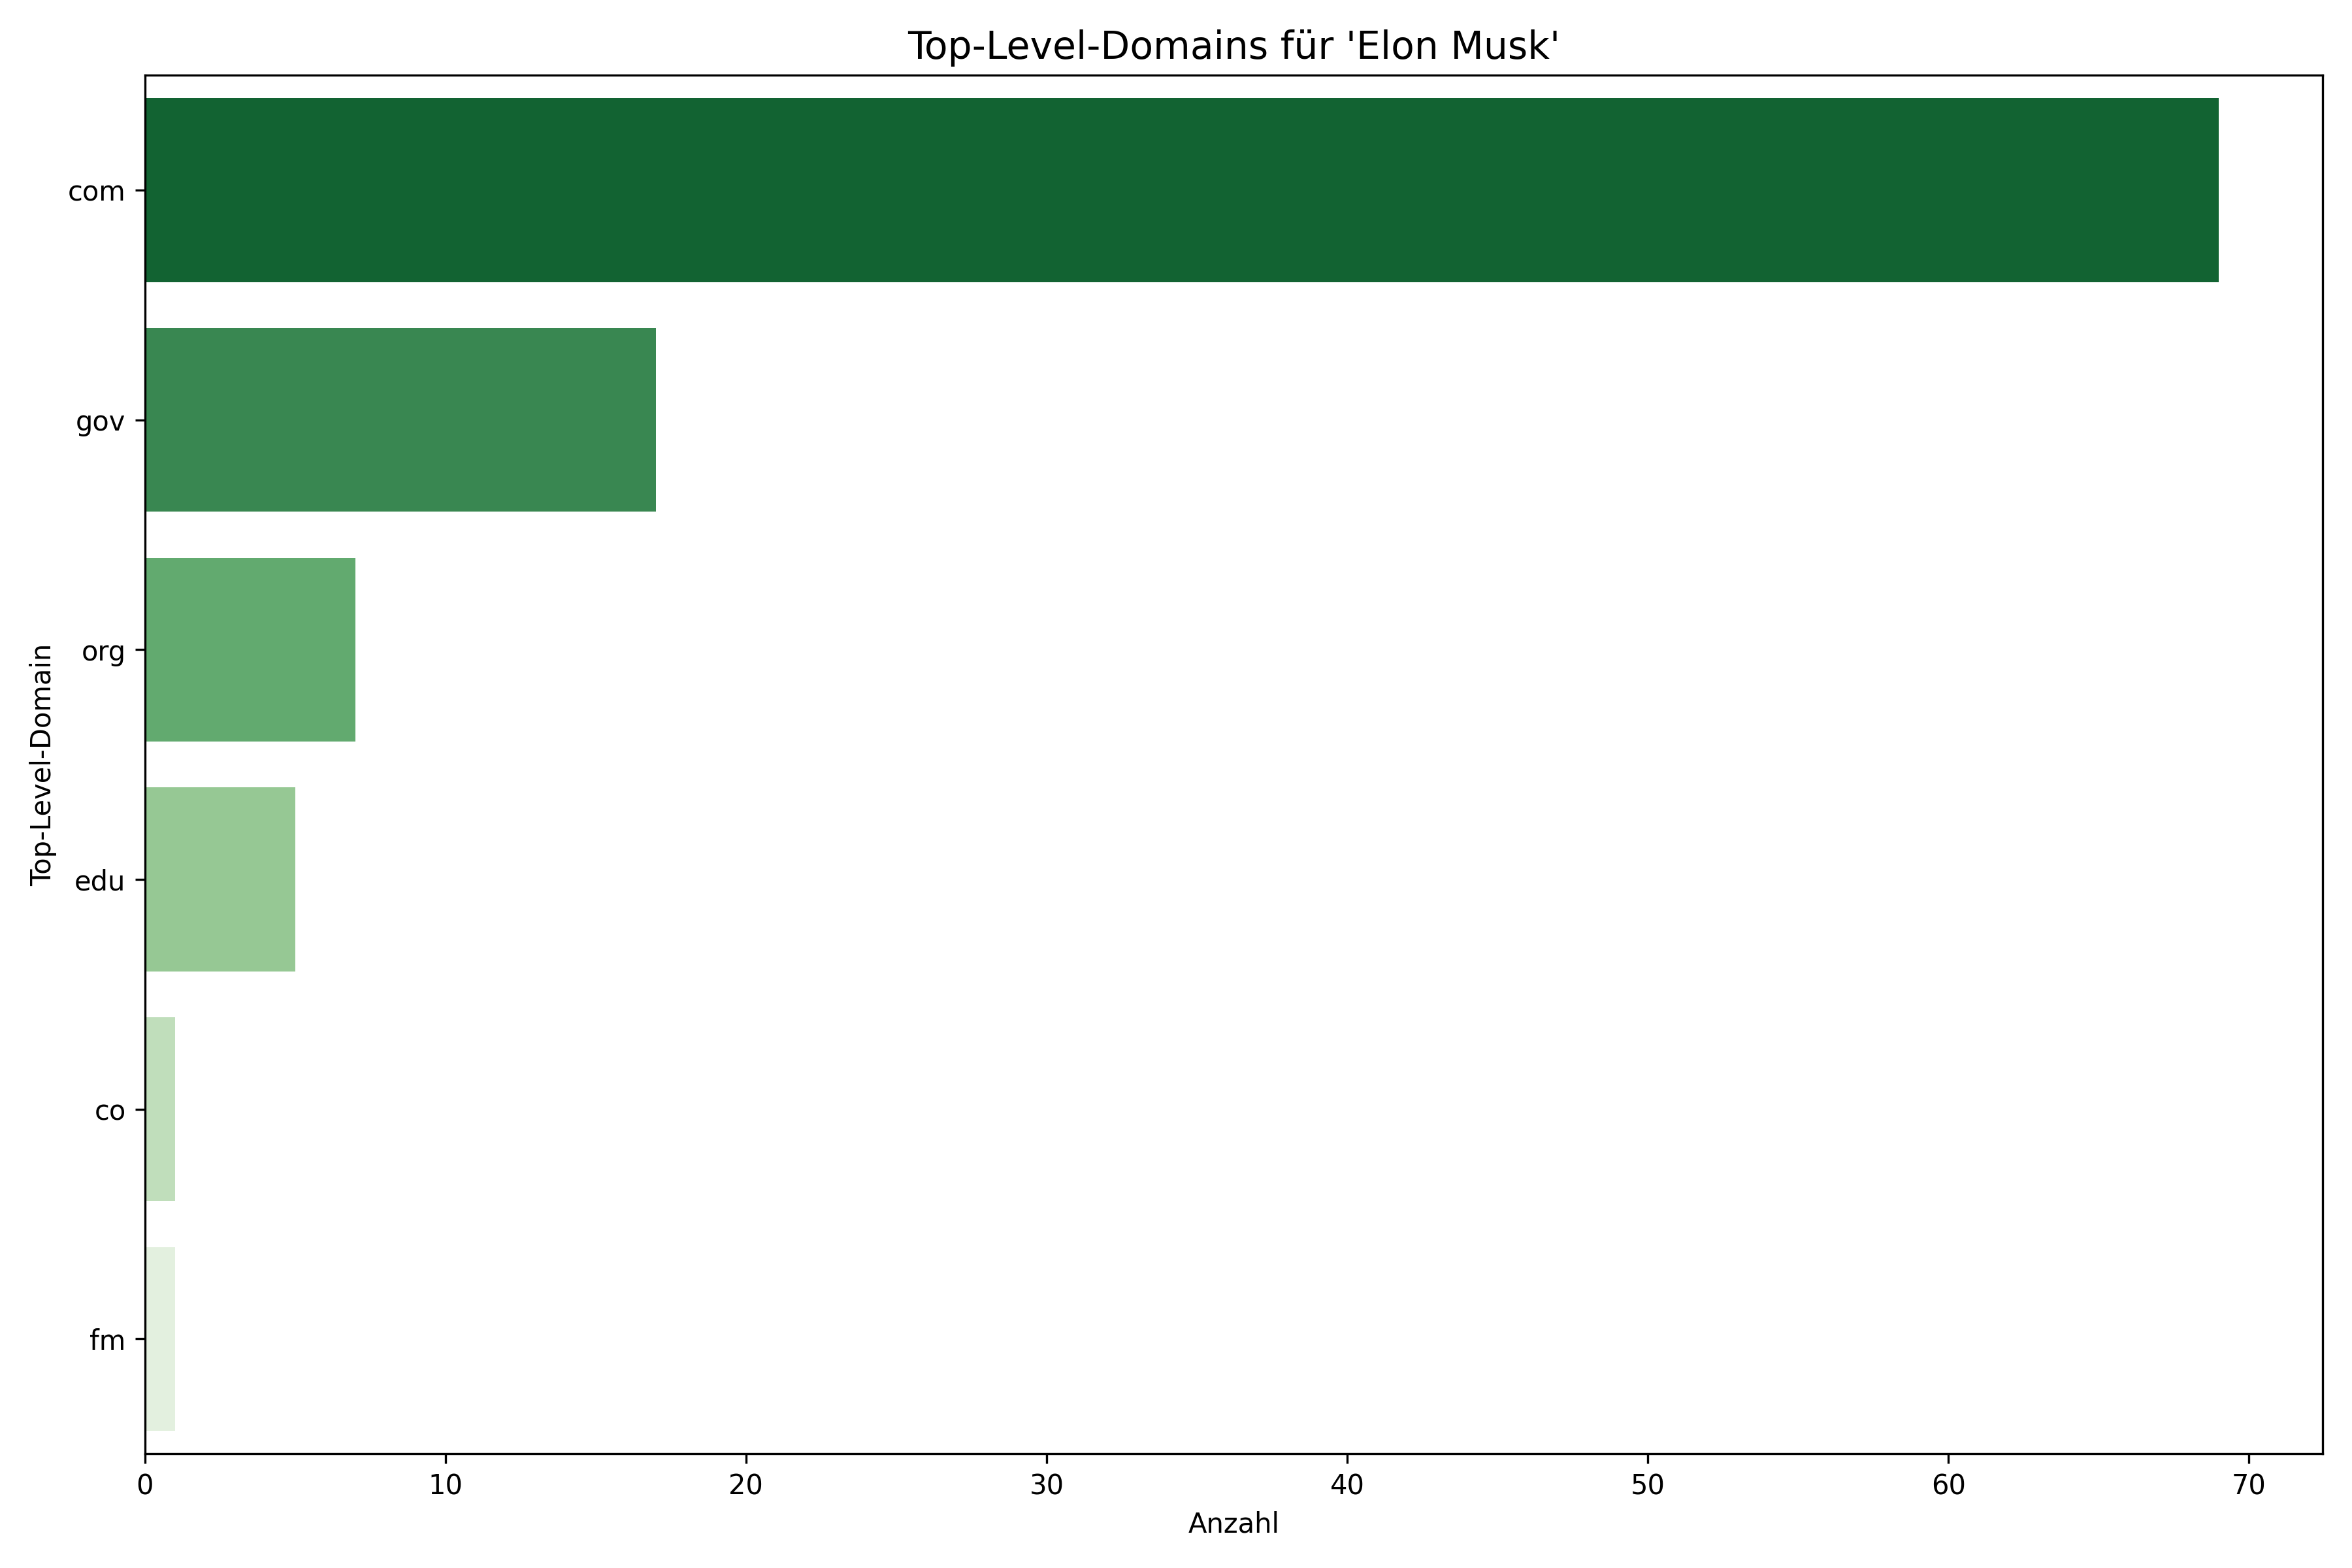 Top-Level-Domains für 'Elon Musk'
Top-Level-Domain
com
gov
org
edu
co
fm
0 10 20 30 40 50 60 70
Anzahl